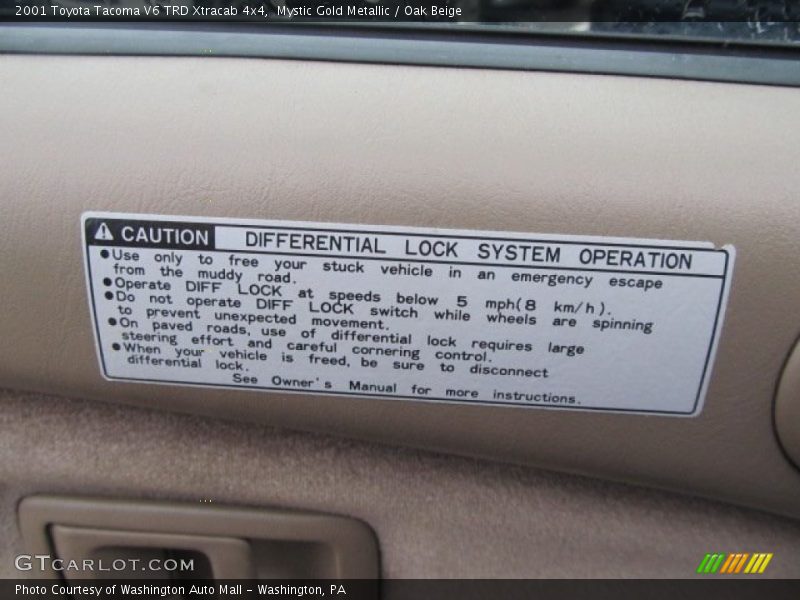 2001 Toyota Tacoma V6 TRD Xtracab 4x4, Mystic Gold Metallic / Oak Beige
CAUTION DIFFERENTIAL LOCK SYSTEM OPERATION
●Use only to free your stuck vehicle in an emergency escape
from the muddy road.
●Operate DIFF LOCK at speeds below 5 mph(8 km/h).
●Do not operate DIFF LOCK switch while wheels are spinning
to prevent unexpected movement.
●On paved roads, use of differential lock requires large
steering effort and careful cornering control.
●When your vehicle is freed, be sure to disconnect
differential lock.
See Owner's Manual for more instructions.
GTCARLOT.COM
Photo Courtesy of Washington Auto Mall - Washington, PA